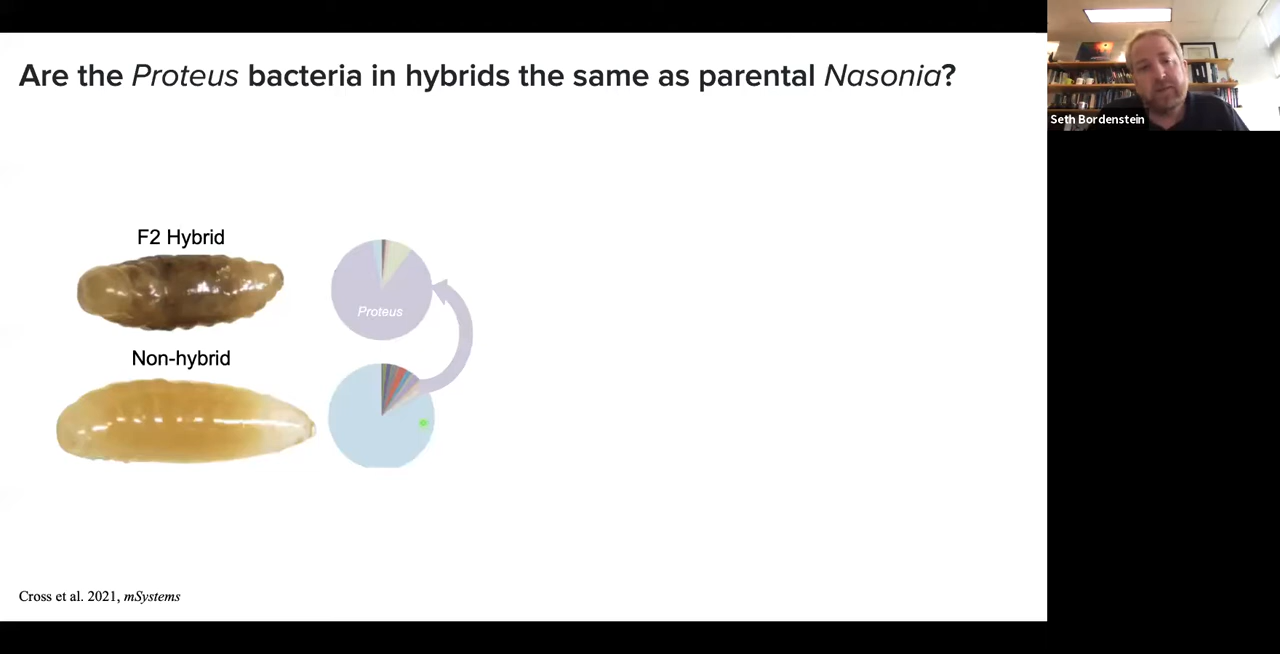 Are the Proteus bacteria in hybrids the same as parental Nasonia?
Seth Bordenstein
F2 Hybrid
Proteus
Non-hybrid
Cross et al. 2021, mSystems